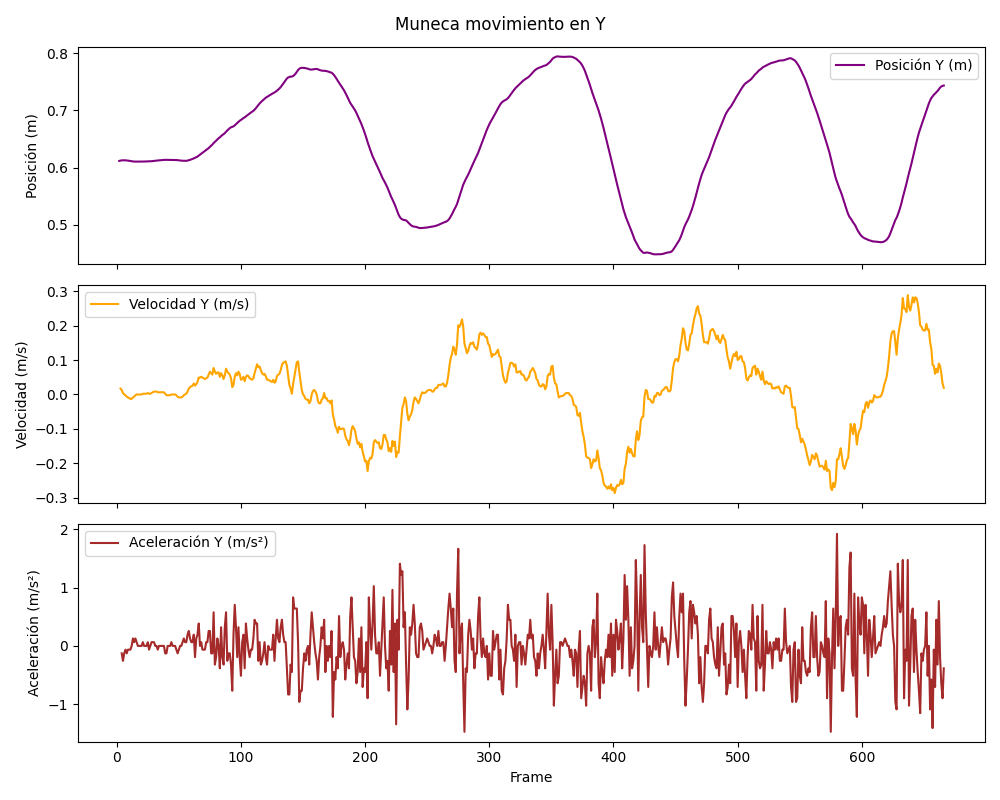 Muneca movimiento en Y
Posición (m)
0.8
0.7
0.6
0.5
Posición Y (m)
Velocidad (m/s)
0.3
0.2
0.1
0.0
−0.1
−0.2
−0.3
Velocidad Y (m/s)
Aceleración (m/s²)
2
1
0
−1
Aceleración Y (m/s²)
0 100 200 300 400 500 600
Frame